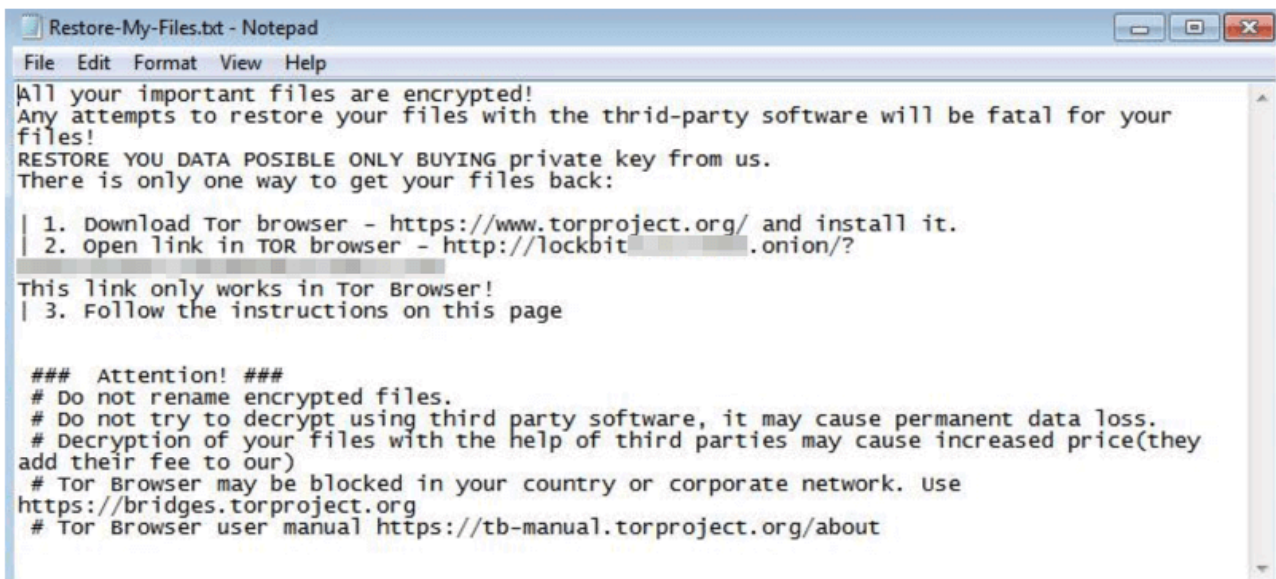 Restore-My-Files.txt - Notepad
File Edit Format View Help
All your important files are encrypted!
Any attempts to restore your files with the thrid-party software will be fatal for your
files!
RESTORE YOU DATA POSIBLE ONLY BUYING private key from us.
There is only one way to get your files back:
| 1. Download Tor browser - https://www.torproject.org/ and install it.
| 2. Open link in TOR browser - http://lockbit .onion/?
This link only works in Tor Browser!
| 3. Follow the instructions on this page
### Attention! ###
# Do not rename encrypted files.
# Do not try to decrypt using third party software, it may cause permanent data loss.
# Decryption of your files with the help of third parties may cause increased price(they
add their fee to our)
# Tor Browser may be blocked in your country or corporate network. Use
https://bridges.torproject.org
# Tor Browser user manual https://tb-manual.torproject.org/about